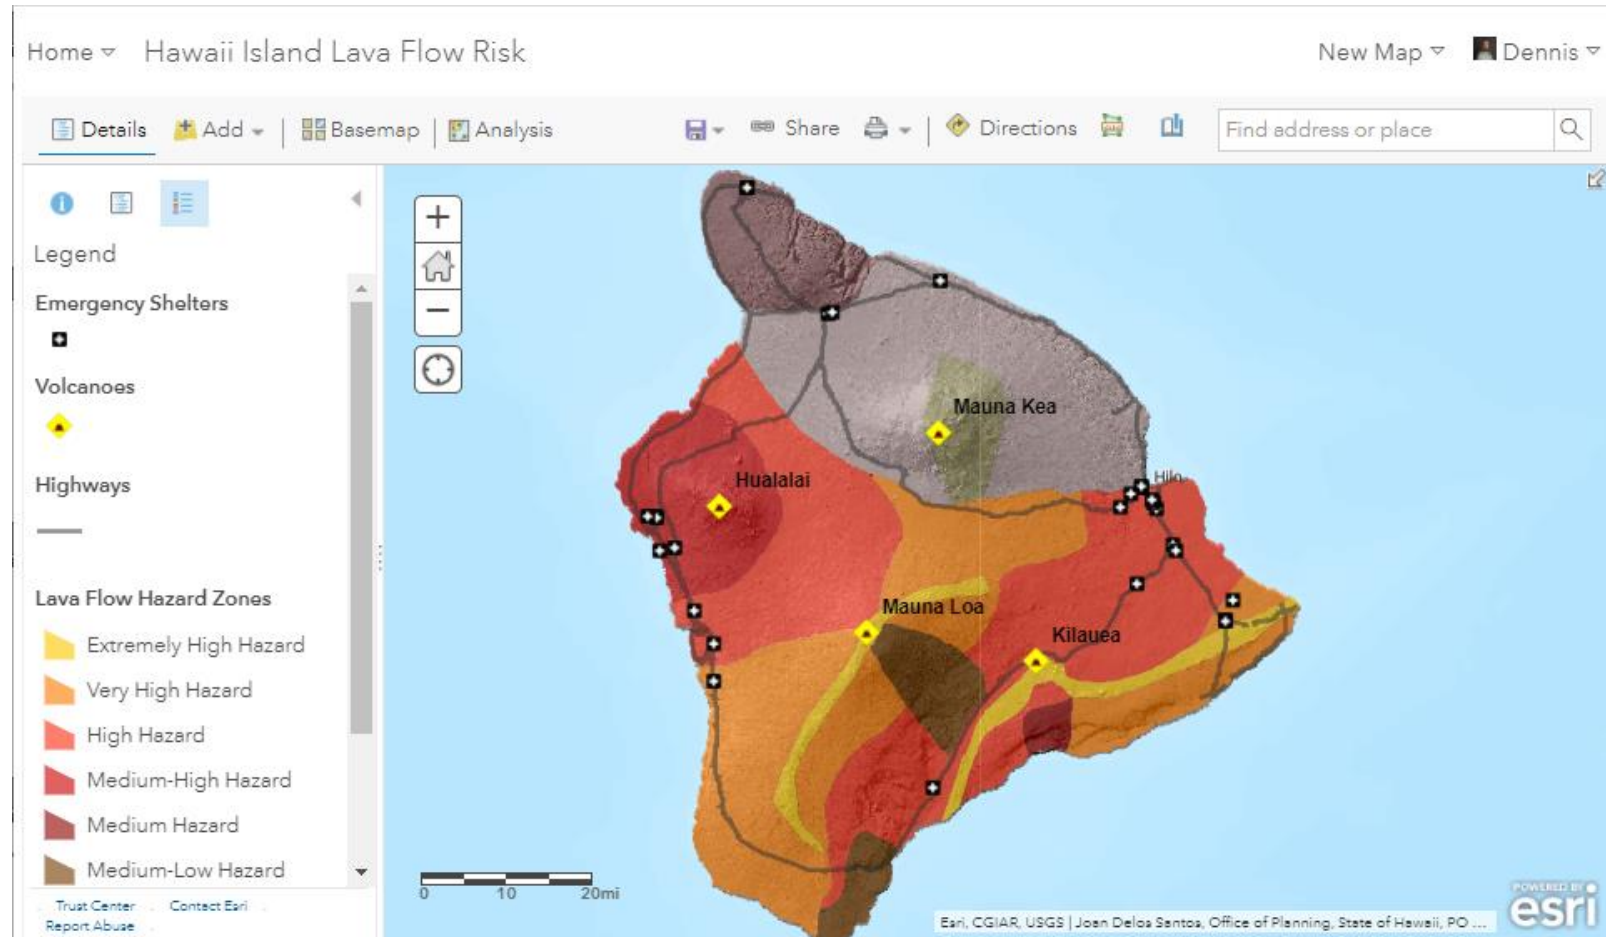 Home Hawaii Island Lava Flow Risk New Map Dennis
Details Add Basemap Analysis Share Directions Find address or place
Legend
Emergency Shelters
Volcanoes
Highways
Lava Flow Hazard Zones
Extremely High Hazard
Very High Hazard
High Hazard
Medium-High Hazard
Medium Hazard
Medium-Low Hazard
Trust Center Contact Esri
Report Abuse
+
−
Mauna Kea
Hualalai
Hilo
Mauna Loa
Kilauea
0 10 20mi
Esri, CGIAR, USGS | Joan Delos Santos, Office of Planning, State of Hawaii, PO ...
POWERED BY
esri